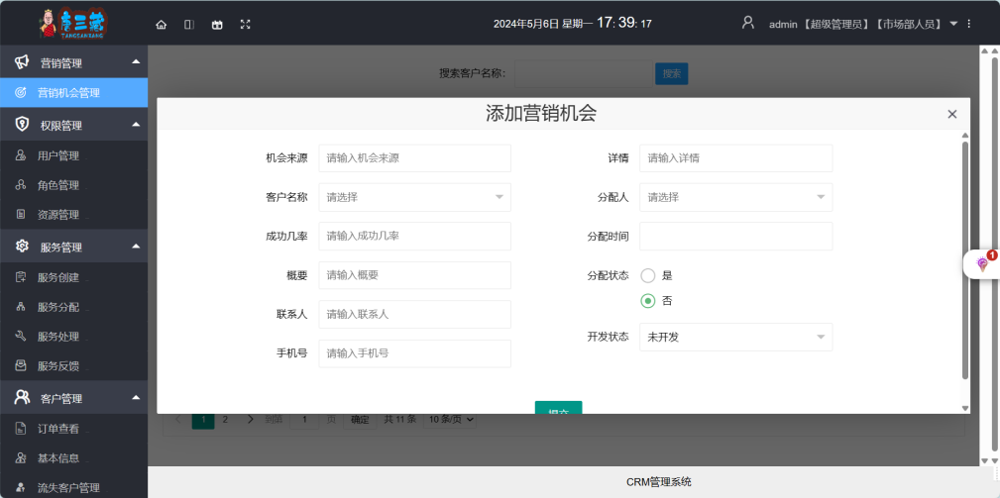 唐三藏
TANGSANZANG
2024年5月6日 星期一 17:39:17
admin 【超级管理员】【市场部人员】
营销管理
营销机会管理
权限管理
用户管理
角色管理
资源管理
服务管理
服务创建
服务分配
服务处理
服务反馈
客户管理
订单查看
基本信息
流失客户管理
搜索客户名称:
搜索
添加营销机会
机会来源 请输入机会来源
详情 请输入详情
客户名称 请选择
分配人 请选择
成功几率 请输入成功几率
分配时间
概要 请输入概要
分配状态 是
否
联系人 请输入联系人
开发状态 未开发
手机号 请输入手机号
提交
1 2 到第 1 页 确定 共 11 条 10 条/页
CRM管理系统
1